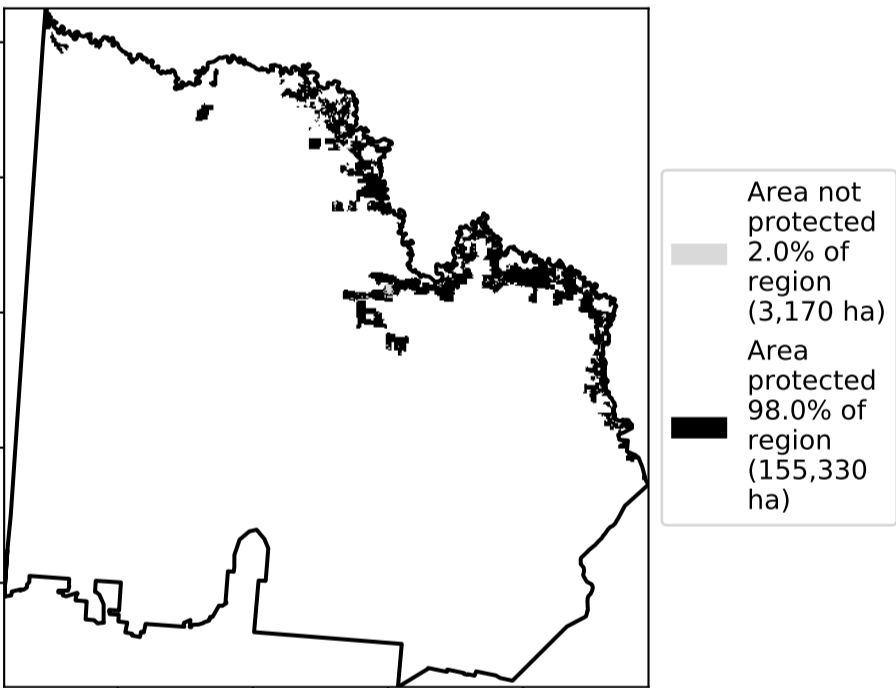 Area not
protected
2.0% of
region
(3,170 ha)
Area
protected
98.0% of
region
(155,330
ha)